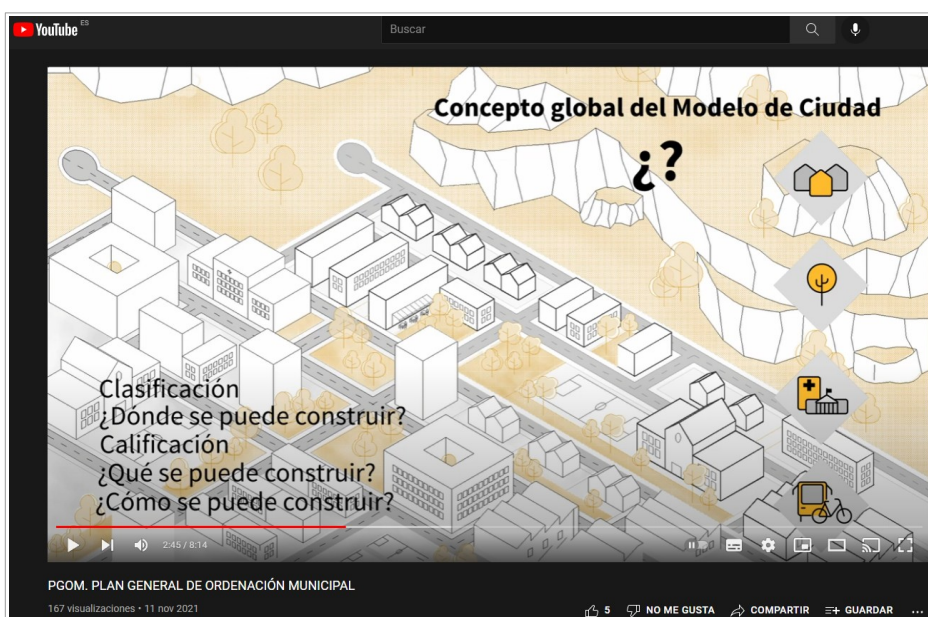 YouTube ES
Buscar
Concepto global del Modelo de Ciudad
¿?
Clasificación
¿Dónde se puede construir?
Calificación
¿Qué se puede construir?
¿Cómo se puede construir?
2:45 / 8:14
PGOM. PLAN GENERAL DE ORDENACIÓN MUNICIPAL
167 visualizaciones • 11 nov 2021
5 NO ME GUSTA COMPARTIR GUARDAR ...